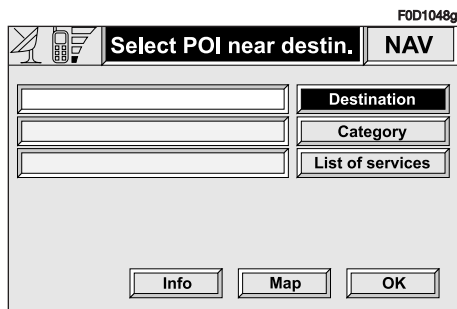 F0D1048g
Select POI near destin. NAV
Destination
Category
List of services
Info Map OK